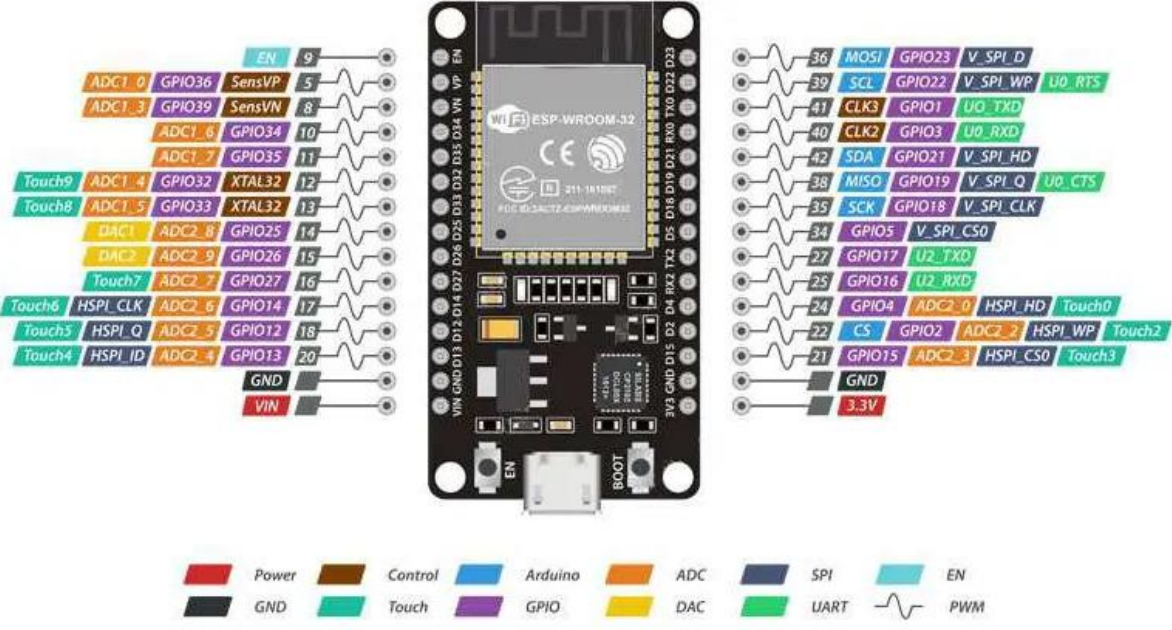 EN 9
ADC1_0 GPIO36 SensVP 5
ADC1_3 GPIO39 SensVN 8
ADC1_6 GPIO34 10
ADC1_7 GPIO35 11
Touch9 ADC1_4 GPIO32 XTAL32 12
Touch8 ADC1_5 GPIO33 XTAL32 13
DAC1 ADC2_8 GPIO25 14
DAC2 ADC2_9 GPIO26 15
Touch7 ADC2_7 GPIO27 16
Touch6 HSPI_CLK ADC2_6 GPIO14 17
Touch5 HSPI_Q ADC2_5 GPIO12 18
Touch4 HSPI_ID ADC2_4 GPIO13 20
GND
VIN
EN
VP
VN
D34
D35
D32
D33
D25
D26
D27
D14
D12
D13
GND
VIN
WiFi ESP-WROOM-32
CE
R 211-161007
SILABS
CP2102
EN
BOOT
D23
D22
TX0
RX0
D21
D19
D18
D5
TX2
RX2
D4
D2
D15
GND
3V3
36 MOSI GPIO23 V_SPI_D
39 SCL GPIO22 V_SPI_WP U0_RTS
41 CLK3 GPIO1 UO_TXD
40 CLK2 GPIO3 U0_RXD
42 SDA GPIO21 V_SPI_HD
38 MISO GPIO19 V_SPI_Q U0_CTS
35 SCK GPIO18 V_SPI_CLK
34 GPIO5 V_SPI_CS0
27 GPIO17 U2_TXD
25 GPIO16 U2_RXD
24 GPIO4 ADC2_0 HSPI_HD Touch0
22 CS GPIO2 ADC2_2 HSPI_WP Touch2
21 GPIO15 ADC2_3 HSPI_CS0 Touch3
GND
3.3V
Power Control Arduino ADC SPI EN
GND Touch GPIO DAC UART PWM